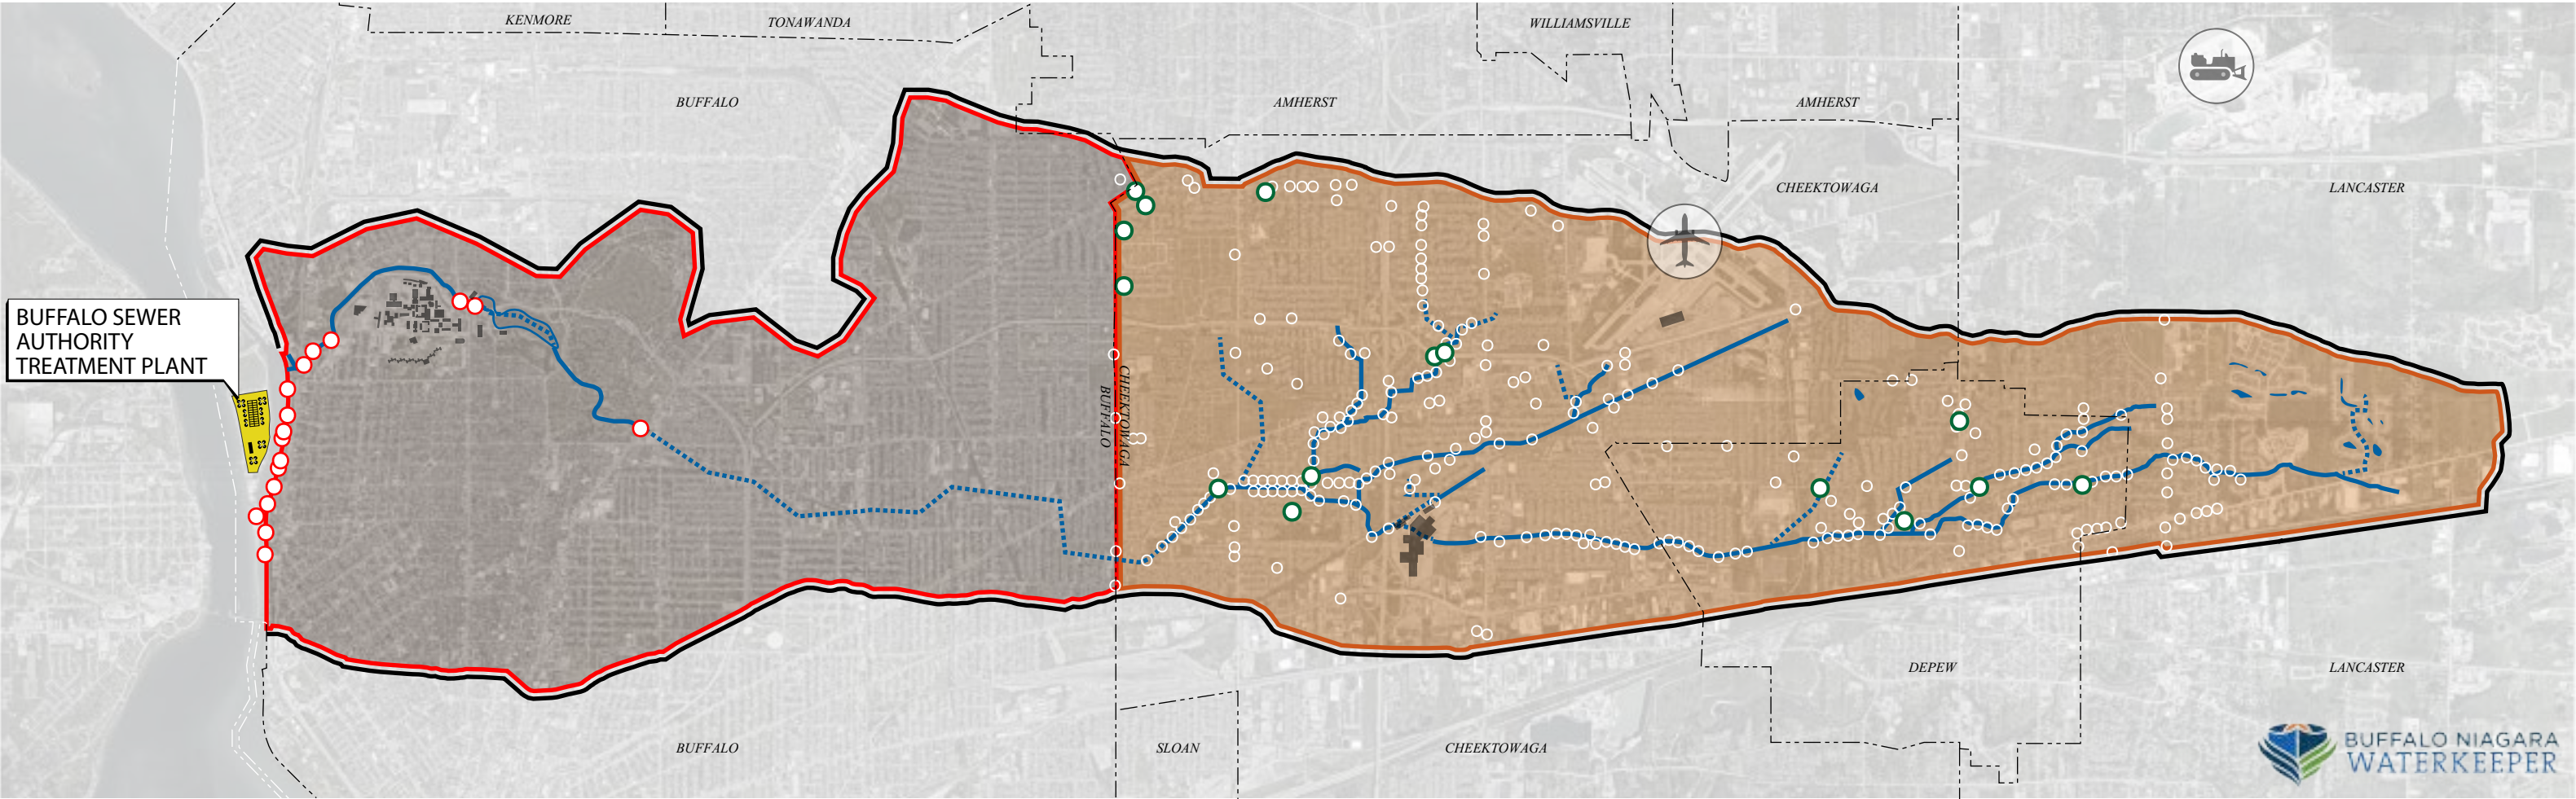 KENMORE
TONAWANDA
WILLIAMSVILLE
BUFFALO
AMHERST
AMHERST
CHEEKTOWAGA
LANCASTER
BUFFALO SEWER
AUTHORITY
TREATMENT PLANT
CHEEKTOWAGA
BUFFALO
DEPEW
LANCASTER
BUFFALO
SLOAN
CHEEKTOWAGA
BUFFALO NIAGARA
WATERKEEPER